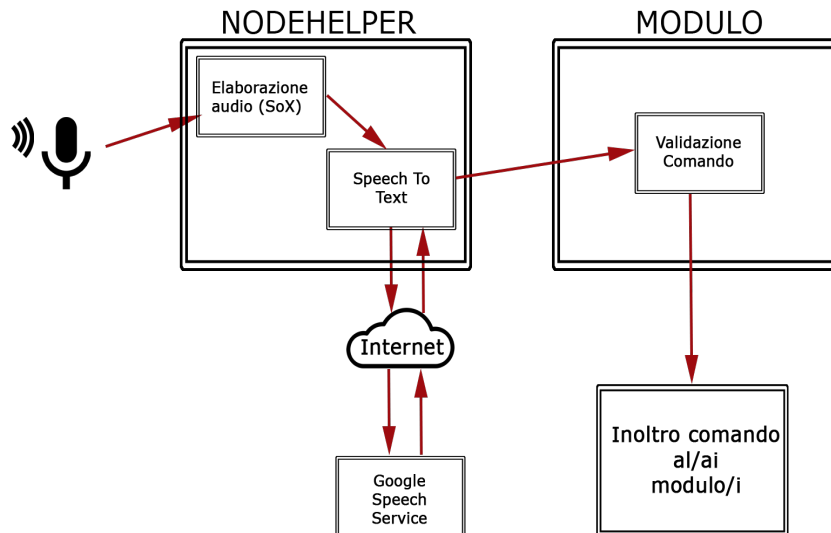 NODEHELPER
MODULO
Elaborazione
audio (SoX)
Speech To
Text
Validazione
Comando
Internet
Google
Speech
Service
Inoltro comando
al/ai
modulo/i